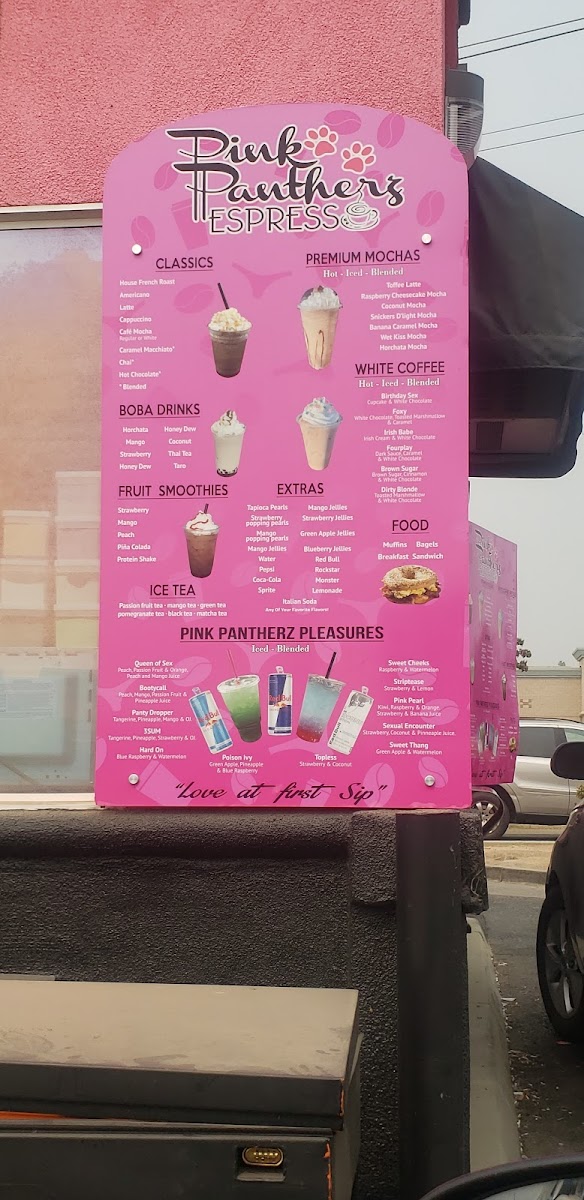 Pink
Pantherz
ESPRESS
CLASSICS
House French Roast
Americano
Latte
Cappuccino
Café Mocha
Regular or White
Caramel Macchiato*
Chai*
Hot Chocolate*
* Blended
PREMIUM MOCHAS
Hot - Iced - Blended
Toffee Latte
Raspberry Cheesecake Mocha
Coconut Mocha
Snickers D'light Mocha
Banana Caramel Mocha
Wet Kiss Mocha
Horchata Mocha
WHITE COFFEE
Hot - Iced - Blended
Birthday Sex
Cupcake & White Chocolate
Foxy
White Chocolate, Toasted Marshmallow
& Caramel
Irish Babe
Irish Cream & White Chocolate
Fourplay
Dark Sauce, Caramel
& White Chocolate
Brown Sugar
Brown Sugar, Cinnamon
& White Chocolate
Dirty Blonde
Toasted Marshmallow
& White Chocolate
BOBA DRINKS
Horchata Honey Dew
Mango Coconut
Strawberry Thai Tea
Honey Dew Taro
FRUIT SMOOTHIES
Strawberry
Mango
Peach
Piña Colada
Protein Shake
EXTRAS
Tapioca Pearls Mango Jellies
Strawberry
popping pearls
Strawberry Jellies
Mango
popping pearls
Green Apple Jellies
Mango Jellies Blueberry Jellies
Water Red Bull
Pepsi Rockstar
Coca-Cola Monster
Sprite Lemonade
Italian Soda
Any Of Your Favorite Flavors!
FOOD
Muffins Bagels
Breakfast Sandwich
ICE TEA
Passion fruit tea - mango tea - green tea
pomegranate tea - black tea - matcha tea
PINK PANTHERZ PLEASURES
Iced - Blended
Queen of Sex
Peach, Passion Fruit & Orange,
Peach and Mango Juice
Bootycall
Peach, Mango, Passion Fruit &
Pineapple Juice
Panty Dropper
Tangerine, Pineapple, Mango & OJ
3SUM
Tangerine, Pineapple, Strawberry & OJ
Hard On
Blue Raspberry & Watermelon
Red Bull
Poison Ivy
Green Apple, Pineapple
& Blue Raspberry
Topless
Strawberry & Coconut
Sweet Cheeks
Raspberry & Watermelon
Striptease
Strawberry & Lemon
Pink Pearl
Kiwi, Raspberry & Orange,
Strawberry & Banana Juice
Sexual Encounter
Strawberry, Coconut & Pinneaple Juice,
Sweet Thang
Green Apple & Watermelon
"Love at first Sip"